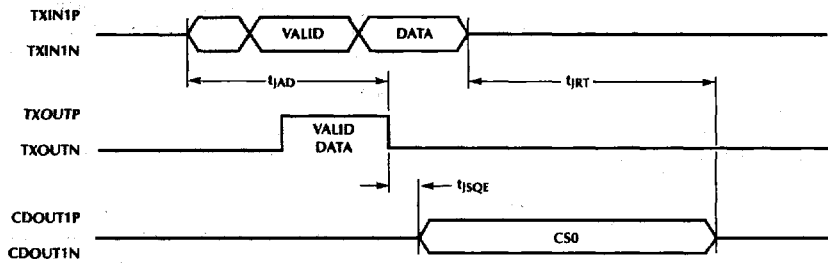 TXIN1P
VALID
DATA
TXIN1N
tJAD
tJRT
TXOUTP
VALID
DATA
TXOUTN
tJSQE
CDOUT1P
CS0
CDOUT1N